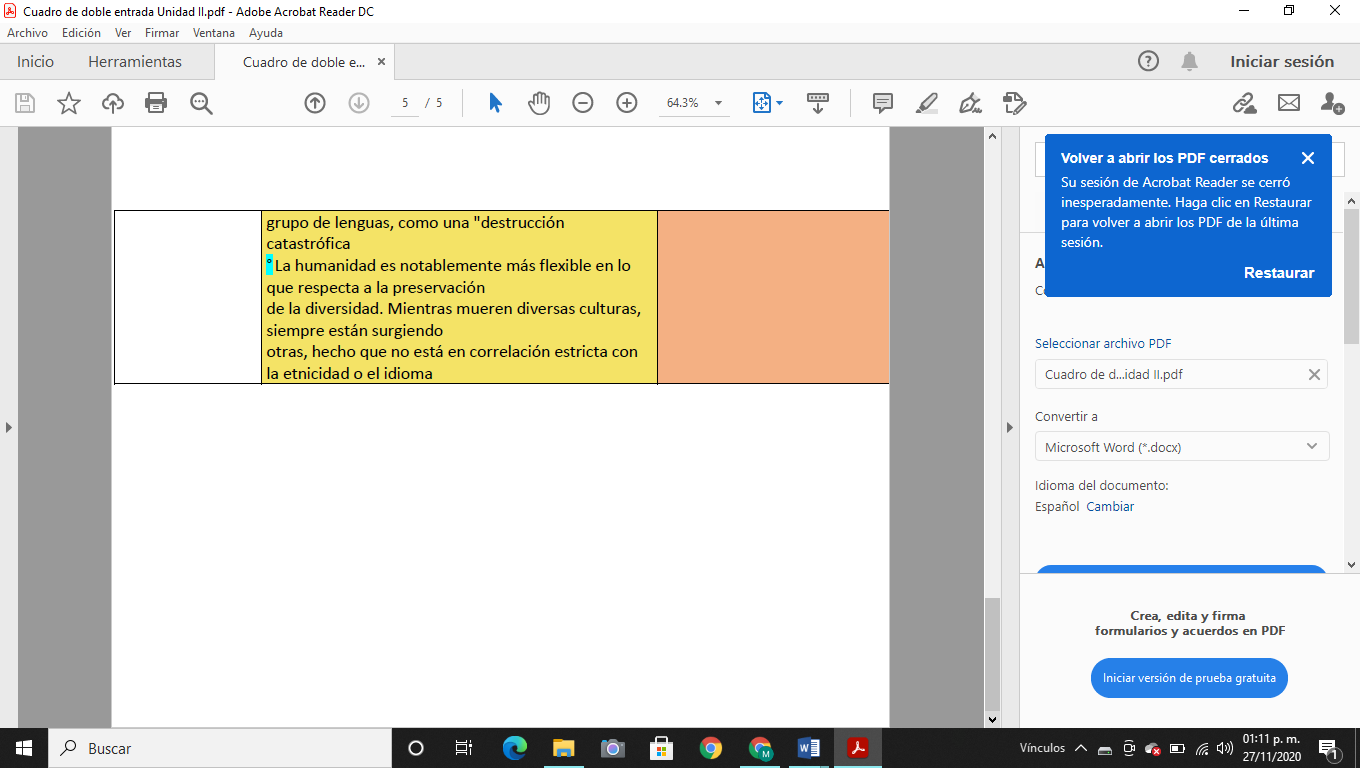 Cuadro de doble entrada Unidad II.pdf - Adobe Acrobat Reader DC
Archivo Edición Ver Firmar Ventana Ayuda
Inicio Herramientas Cuadro de doble e... × Iniciar sesión
5 / 5 64.3%
grupo de lenguas, como una "destrucción
catastrófica
°La humanidad es notablemente más flexible en lo
que respecta a la preservación
de la diversidad. Mientras mueren diversas culturas,
siempre están surgiendo
otras, hecho que no está en correlación estricta con
la etnicidad o el idioma
Volver a abrir los PDF cerrados
Su sesión de Acrobat Reader se cerró
inesperadamente. Haga clic en Restaurar
para volver a abrir los PDF de la última
sesión.
Restaurar
Seleccionar archivo PDF
Cuadro de d...idad II.pdf
Convertir a
Microsoft Word (*.docx)
Idioma del documento:
Español Cambiar
Crea, edita y firma
formularios y acuerdos en PDF
Iniciar versión de prueba gratuita
Buscar
Vínculos
01:11 p. m.
27/11/2020
1